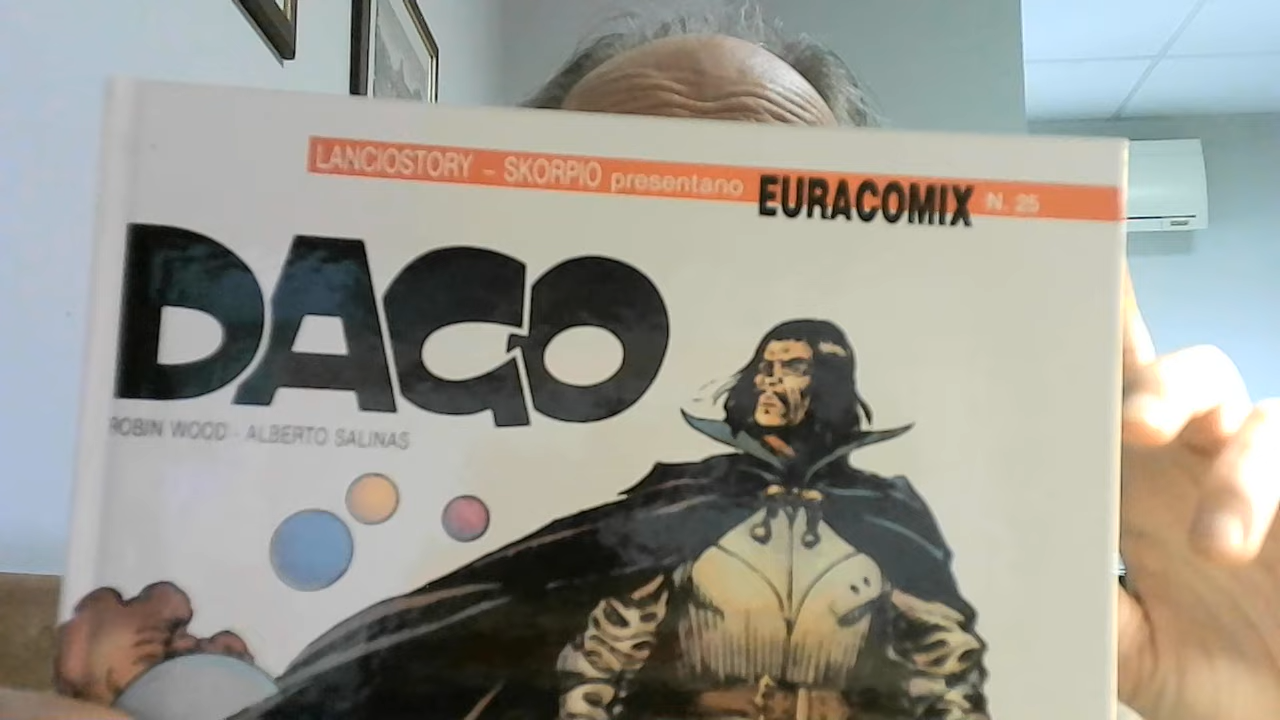 LANCIOSTORY - SKORPIO presentano EURACOMIX N. 25
DAGO
ROBIN WOOD - ALBERTO SALINAS